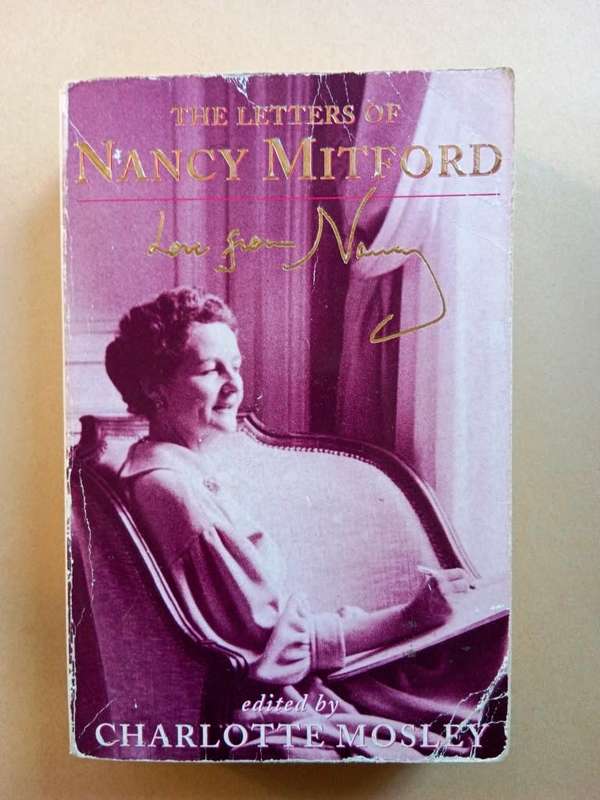 THE LETTERS OF
NANCY MITFORD
Love from Nancy
edited by
CHARLOTTE MOSLEY